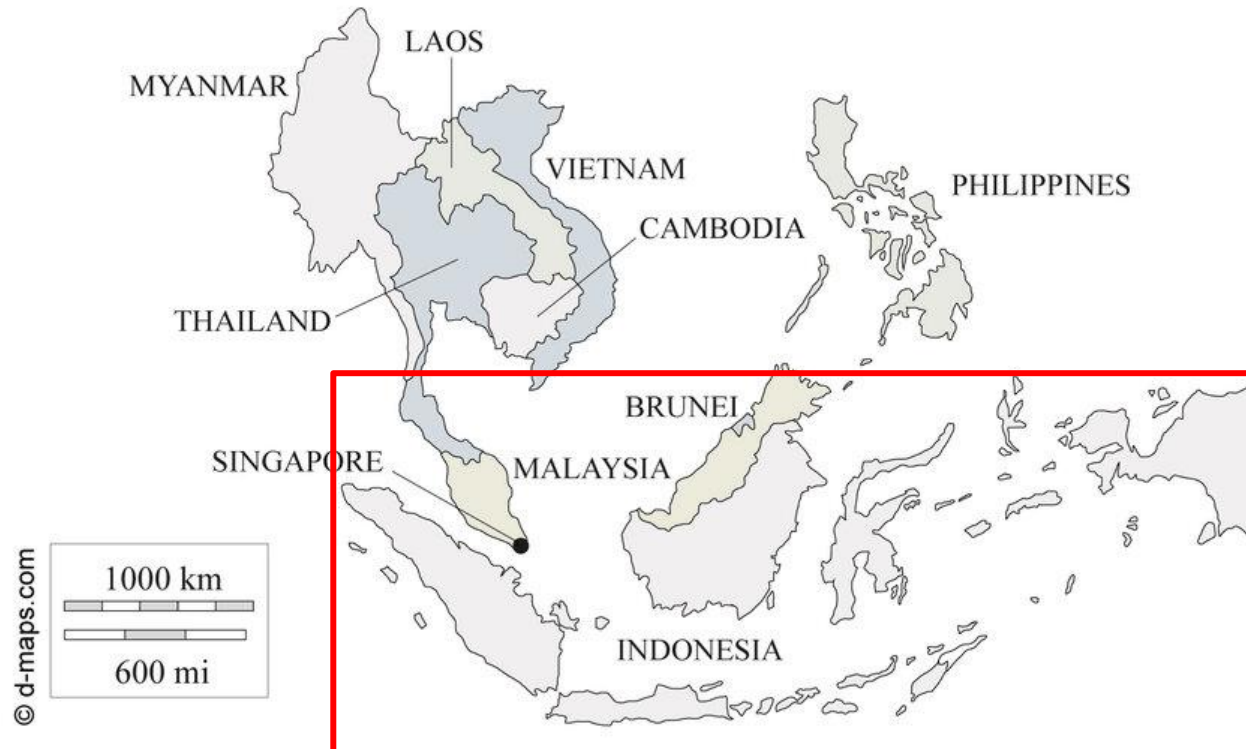 LAOS
MYANMAR
VIETNAM
PHILIPPINES
CAMBODIA
THAILAND
BRUNEI
SINGAPORE
MALAYSIA
1000 km
600 mi
INDONESIA
© d-maps.com